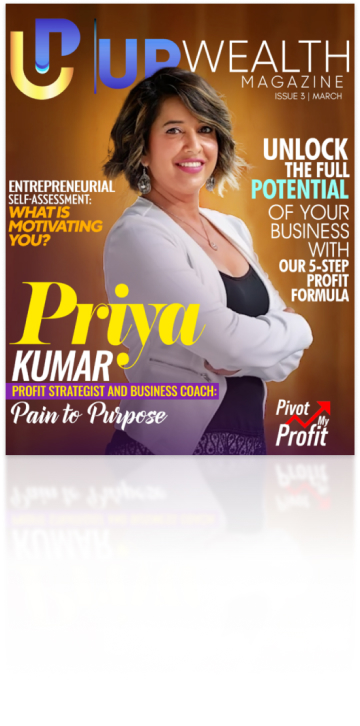 UP | UPWEALTH
MAGAZINE
ISSUE 3 | MARCH
UNLOCK
THE FULL
POTENTIAL
OF YOUR
BUSINESS
WITH
OUR 5-STEP
PROFIT
FORMULA
ENTREPRENEURIAL
SELF-ASSESSMENT:
WHAT IS
MOTIVATING
YOU?
Priya
KUMAR
PROFIT STRATEGIST AND BUSINESS COACH:
Pain to Purpose
Pivot
My
Profit